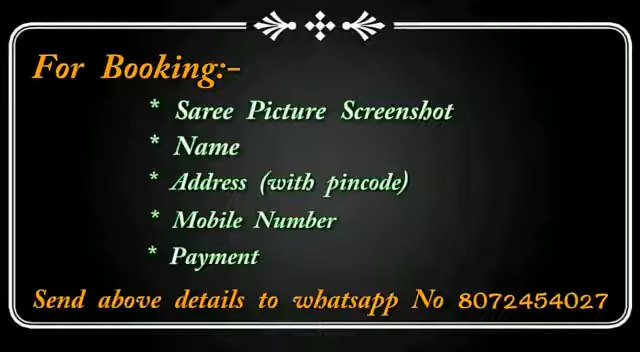 For Booking:-
* Saree Picture Screenshot
* Name
* Address (with pincode)
* Mobile Number
* Payment
Send above details to whatsapp No 8072454027